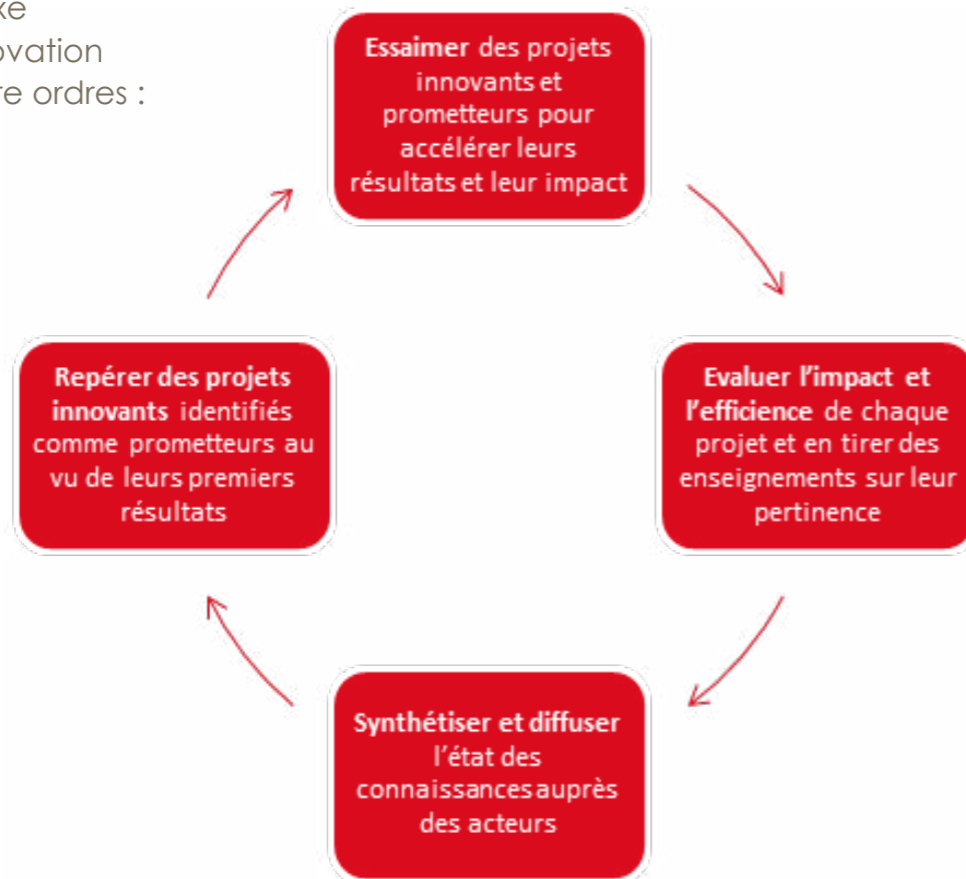 ovation
re ordres :
Essaimer des projets
innovants et
prometteurs pour
accélérer leurs
résultats et leur impact
Repérer des projets
innovants identifiés
comme prometteurs au
vu de leurs premiers
résultats
Evaluer l'impact et
l'efficience de chaque
projet et en tirer des
enseignements sur leur
pertinence
Synthétiser et diffuser
l'état des
connaissances auprès
des acteurs